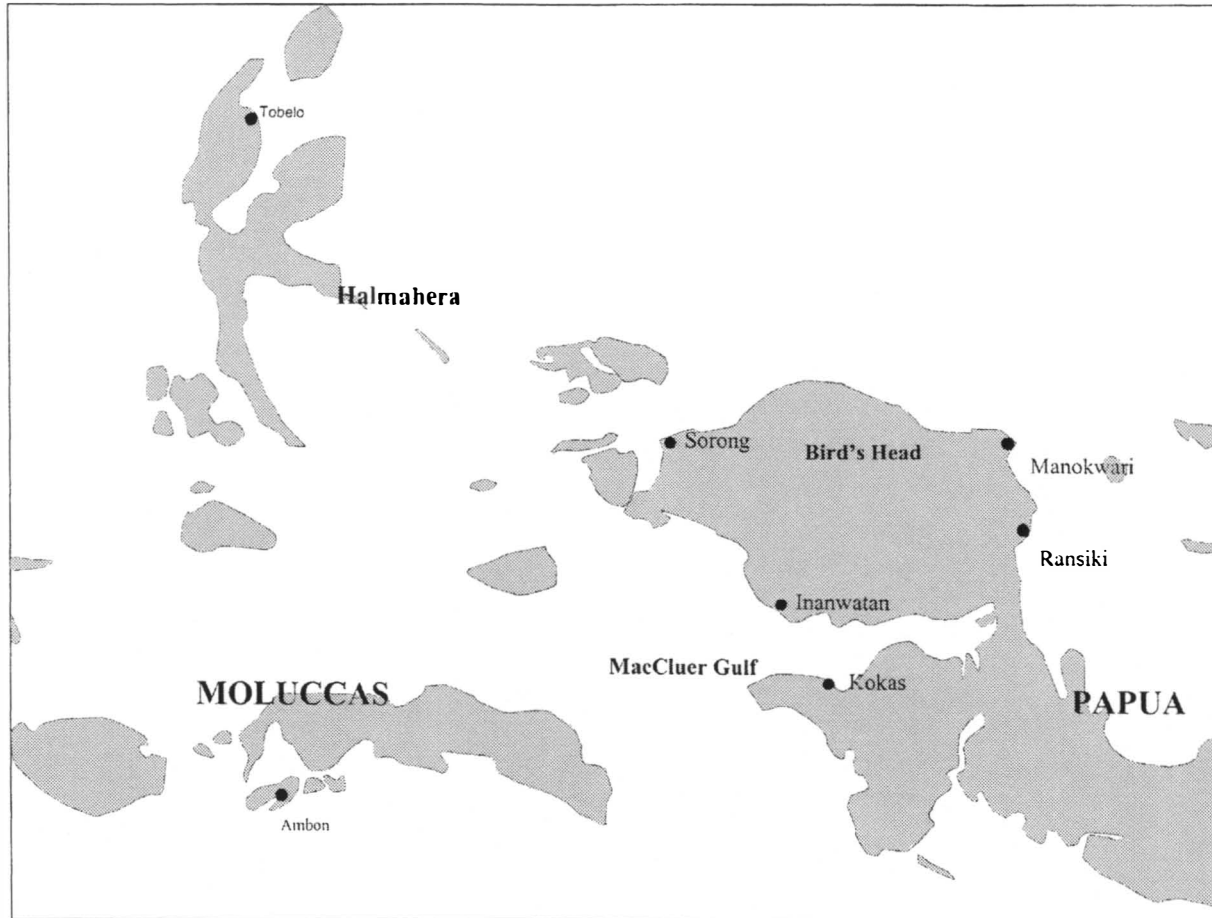 Tobelo
Halmahera
Sorong
Bird's Head
Manokwari
Ransiki
Inanwatan
MacCluer Gulf
Kokas
MOLUCCAS
PAPUA
Ambon